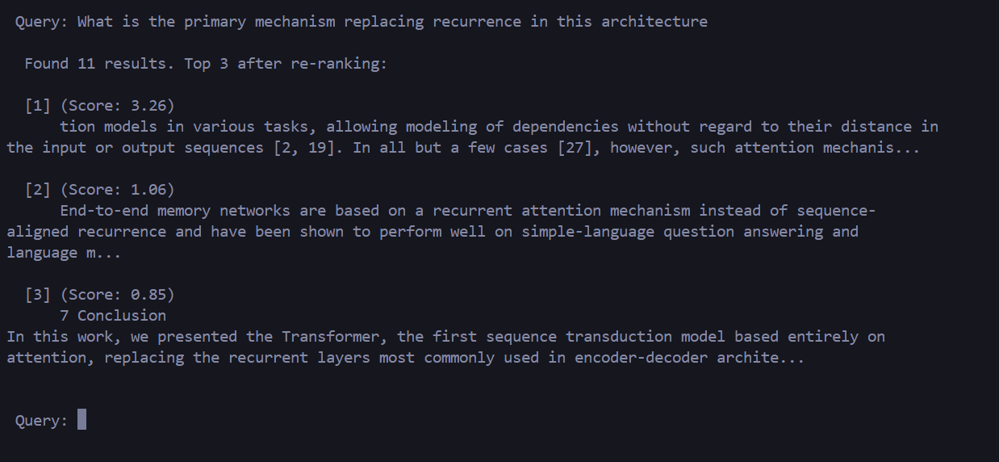 Query: What is the primary mechanism replacing recurrence in this architecture
Found 11 results. Top 3 after re-ranking:
[1] (Score: 3.26)
tion models in various tasks, allowing modeling of dependencies without regard to their distance in
the input or output sequences [2, 19]. In all but a few cases [27], however, such attention mechanis...
[2] (Score: 1.06)
End-to-end memory networks are based on a recurrent attention mechanism instead of sequence-
aligned recurrence and have been shown to perform well on simple-language question answering and
language m...
[3] (Score: 0.85)
7 Conclusion
In this work, we presented the Transformer, the first sequence transduction model based entirely on
attention, replacing the recurrent layers most commonly used in encoder-decoder archite...
Query: